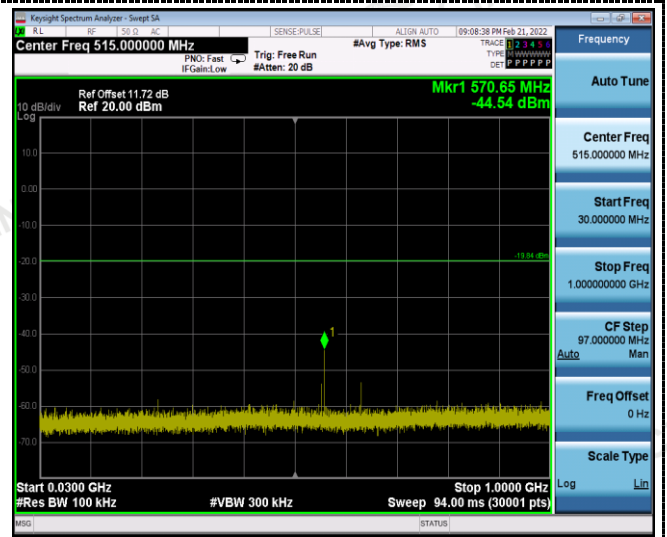 Keysight Spectrum Analyzer - Swept SA
RL RF 50 Ω AC SENSE:PULSE ALIGN AUTO 09:08:38 PM Feb 21, 2022
Center Freq 515.000000 MHz
PNO: Fast
IFGain:Low
Trig: Free Run
#Atten: 20 dB
#Avg Type: RMS
TRACE 1 2 3 4 5 6
TYPE M WWWWW
DET P P P P P P
Ref Offset 11.72 dB
Ref 20.00 dBm
10 dB/div
Log
Mkr1 570.65 MHz
-44.54 dBm
10.0
0.00
-10.0
-20.0
-19.84 dBm
-30.0
-40.0
1
-50.0
-60.0
-70.0
Start 0.0300 GHz
Stop 1.0000 GHz
#Res BW 100 kHz
#VBW 300 kHz
Sweep 94.00 ms (30001 pts)
MSG
STATUS
Frequency
Auto Tune
Center Freq
515.000000 MHz
Start Freq
30.000000 MHz
Stop Freq
1.000000000 GHz
CF Step
97.000000 MHz
Auto Man
Freq Offset
0 Hz
Scale Type
Log Lin